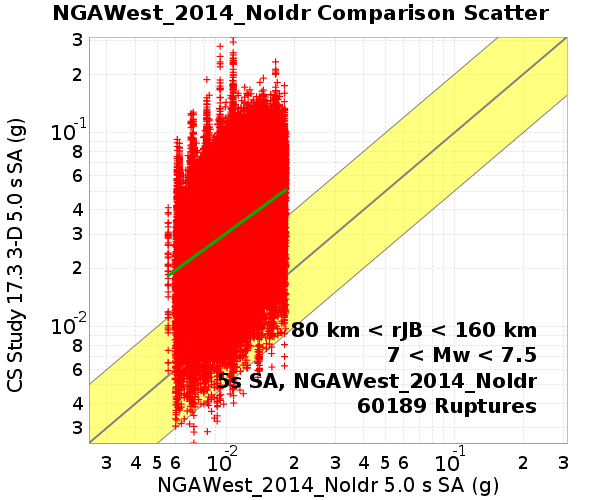 NGAWest_2014_NoIdr Comparison Scatter
CS Study 17.3 3-D 5.0 s SA (g)
3
2
10-1
8
6
4
3
2
10-2
8
6
4
3
80 km < rJB < 160 km
7 < Mw < 7.5
5s SA, NGAWest_2014_NoIdr
60189 Ruptures
3 4 5 6 10-2 2 3 4 5 6 10-1 2 3
NGAWest_2014_NoIdr 5.0 s SA (g)